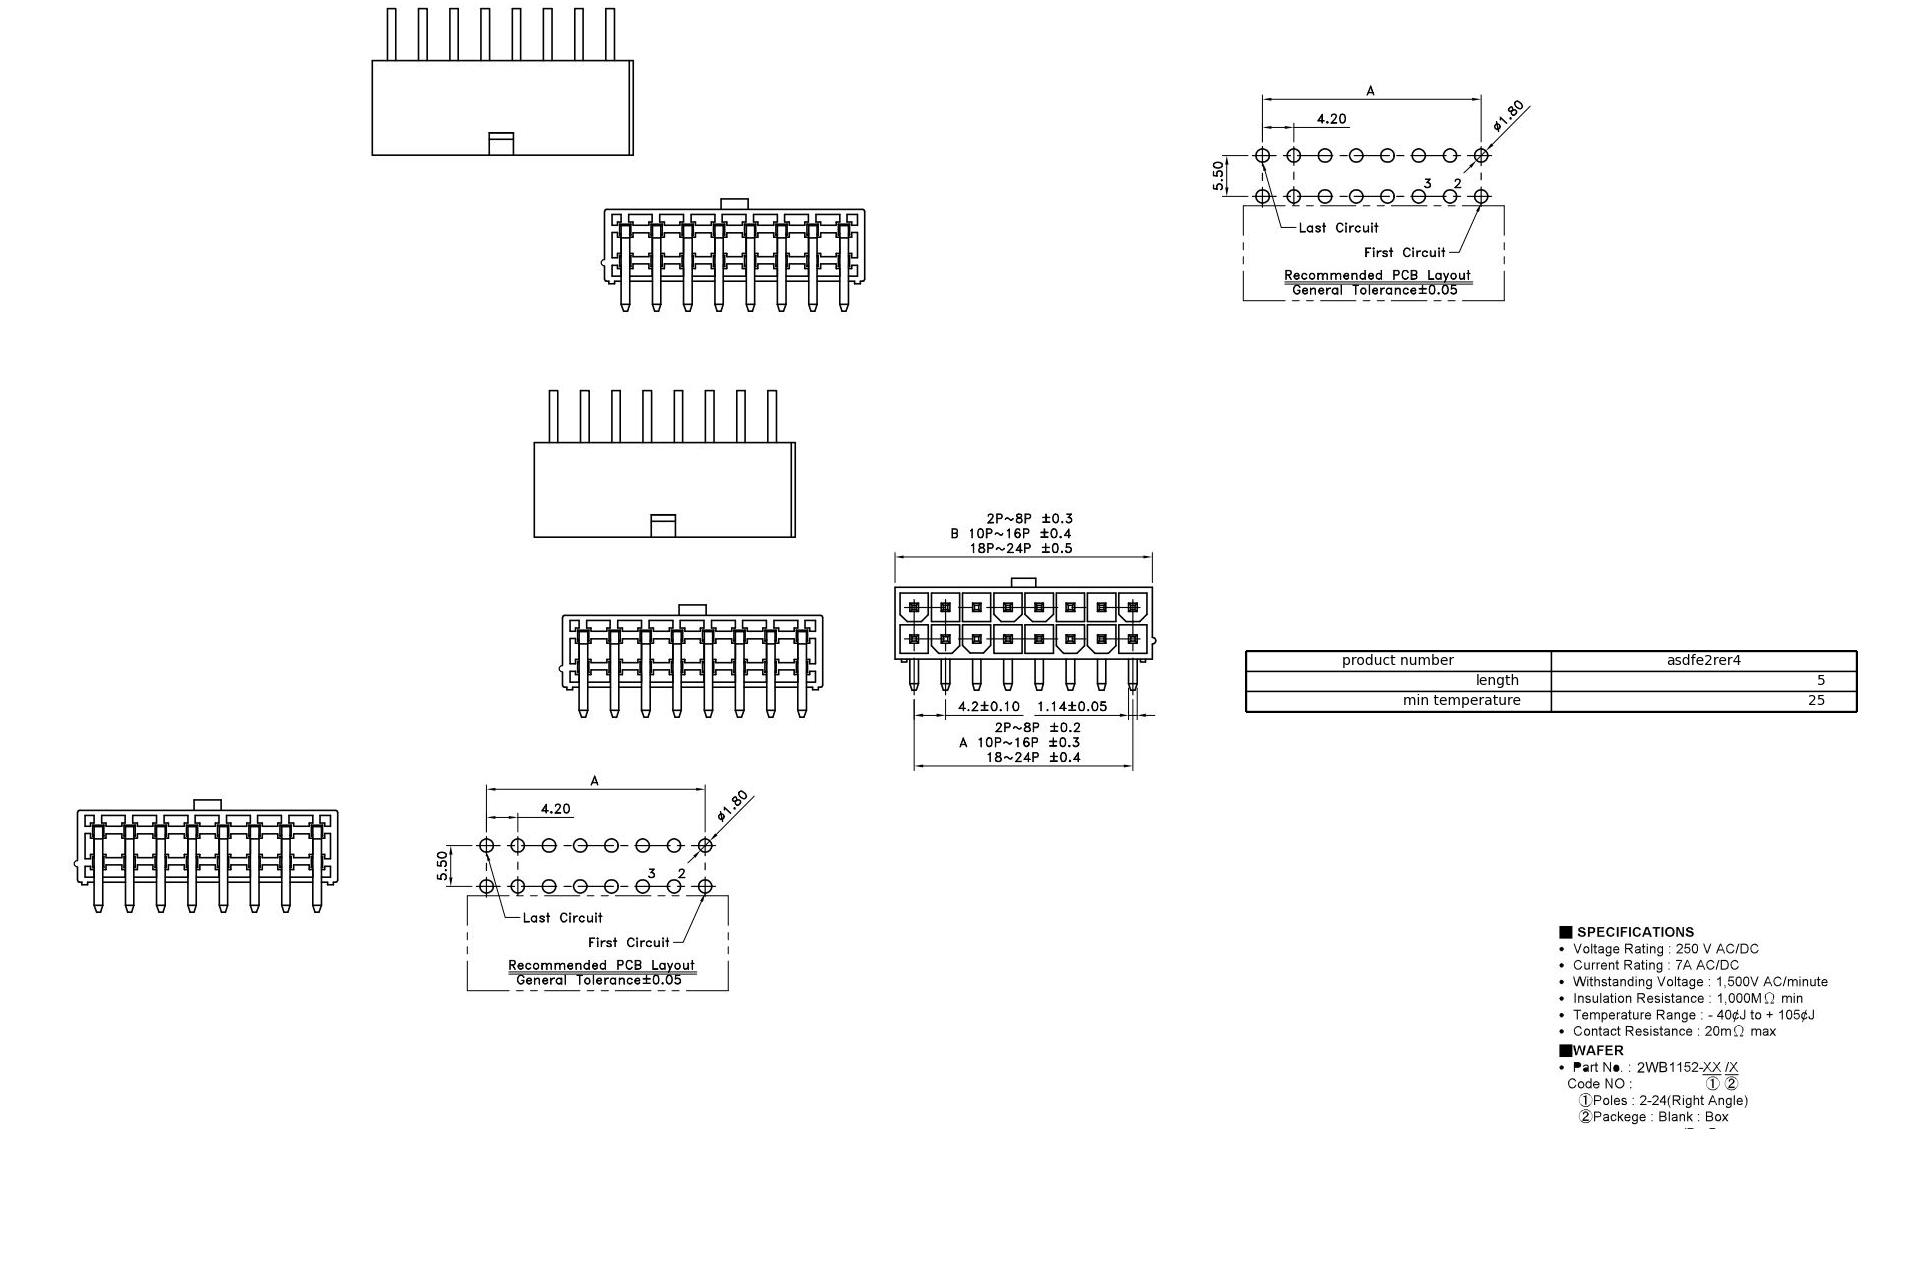 A
4.20
ø1.80
5.50
3 2
Last Circuit
First Circuit
Recommended PCB Layout
General Tolerance±0.05
2P~8P ±0.3
B 10P~16P ±0.4
18P~24P ±0.5
4.2±0.10 1.14±0.05
2P~8P ±0.2
A 10P~16P ±0.3
18~24P ±0.4
product number asdfe2rer4
length 5
min temperature 25
A
4.20
ø1.80
5.50
3 2
Last Circuit
First Circuit
Recommended PCB Layout
General Tolerance±0.05
■ SPECIFICATIONS
• Voltage Rating : 250 V AC/DC
• Current Rating : 7A AC/DC
• Withstanding Voltage : 1,500V AC/minute
• Insulation Resistance : 1,000MΩ min
• Temperature Range : - 40¢J to + 105¢J
• Contact Resistance : 20mΩ max
■WAFER
• Part No. : 2WB1152-XX /X
Code NO : ① ②
①Poles : 2-24(Right Angle)
②Packege : Blank : Box